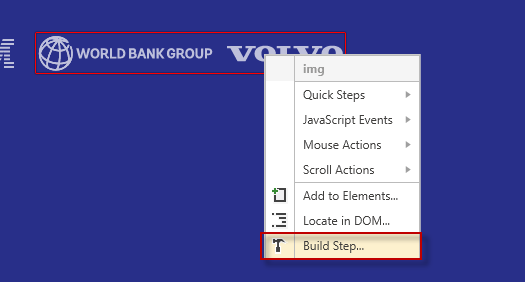 WORLD BANK GROUP VOLVO
img
Quick Steps
JavaScript Events
Mouse Actions
Scroll Actions
Add to Elements...
Locate in DOM...
Build Step...